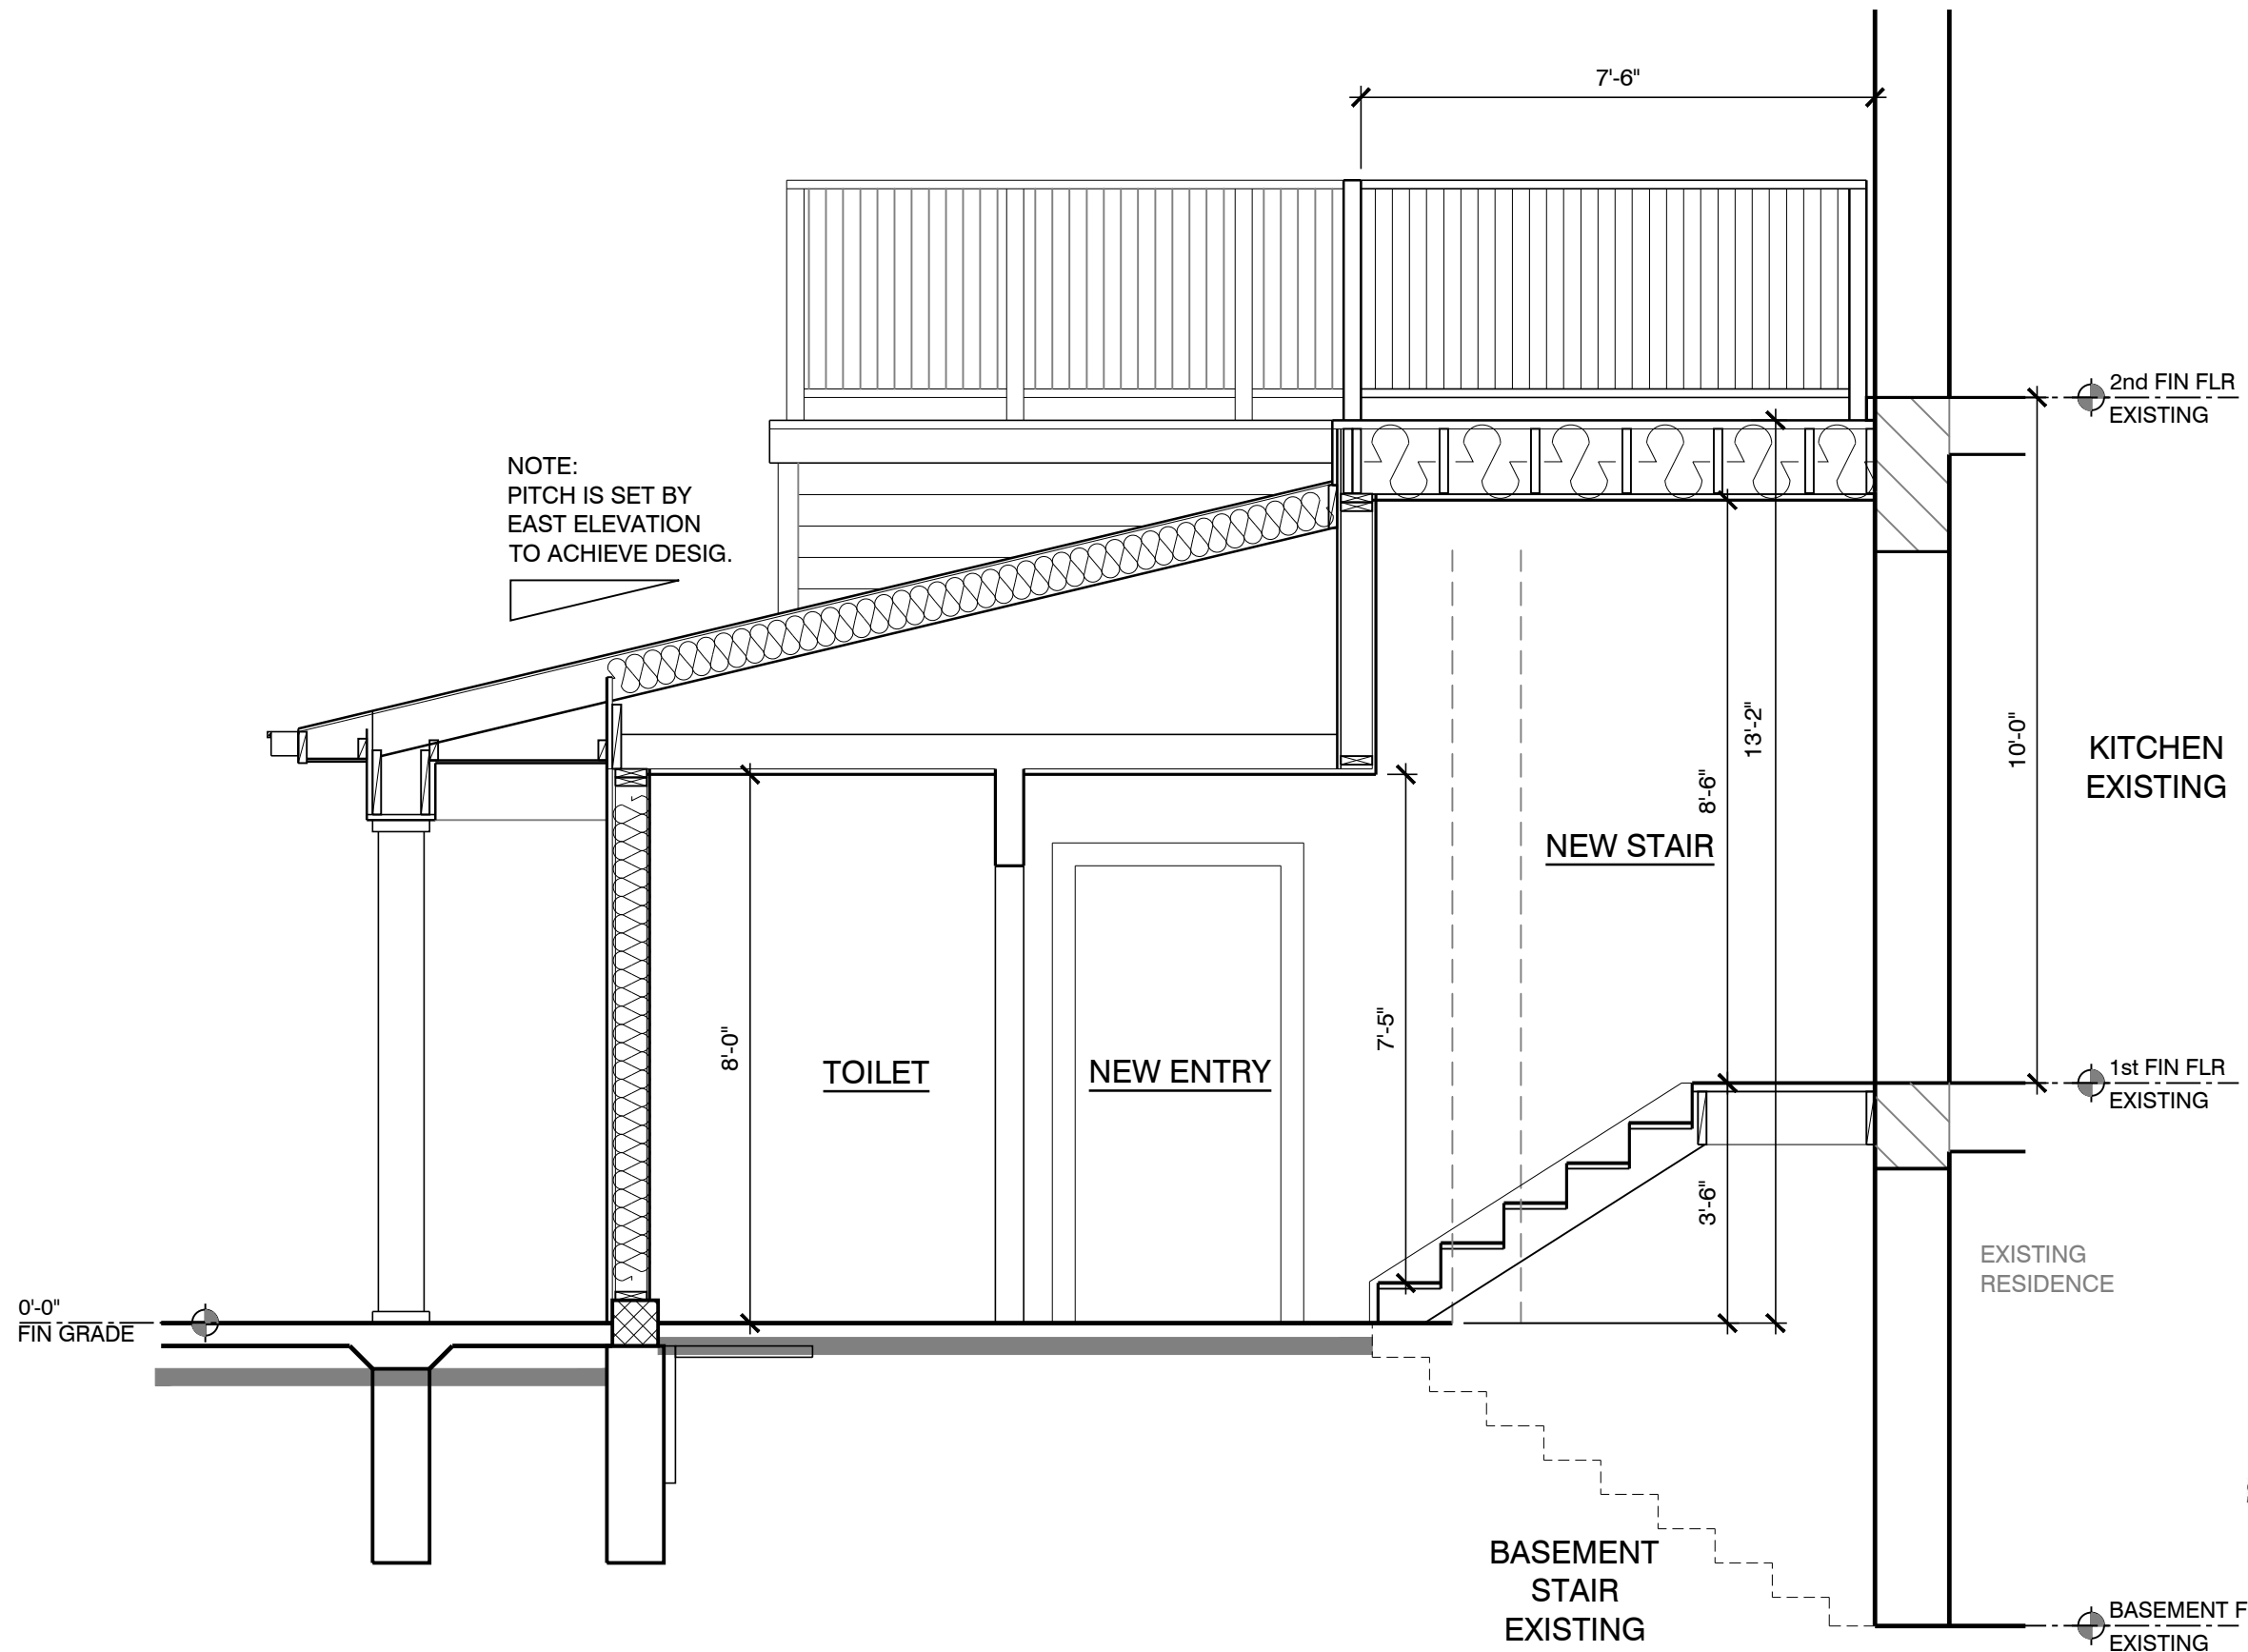 7'-6"
2nd FIN FLR
EXISTING
NOTE:
PITCH IS SET BY
EAST ELEVATION
TO ACHIEVE DESIG.
13'-2"
10'-0"
8'-6"
KITCHEN
EXISTING
NEW STAIR
7'-5"
8'-0"
TOILET
NEW ENTRY
1st FIN FLR
EXISTING
3'-6"
EXISTING
RESIDENCE
0'-0"
FIN GRADE
BASEMENT
STAIR
EXISTING
BASEMENT F
EXISTING